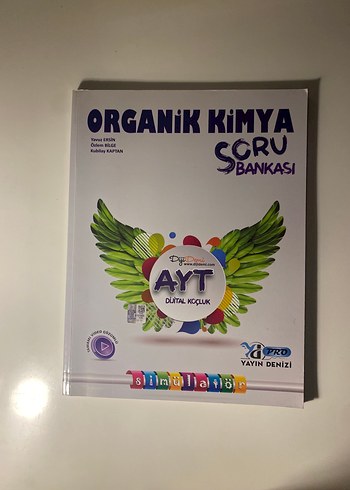 ORGANİK KİMYA
Yavuz ERGİN
Özlem BİLGE
Kubilay KAPTAN
SORU
BANKASI
DijiDers
AYT
DİJİTAL KOÇLUK
PRO
YAYIN DENİZİ
simülatör